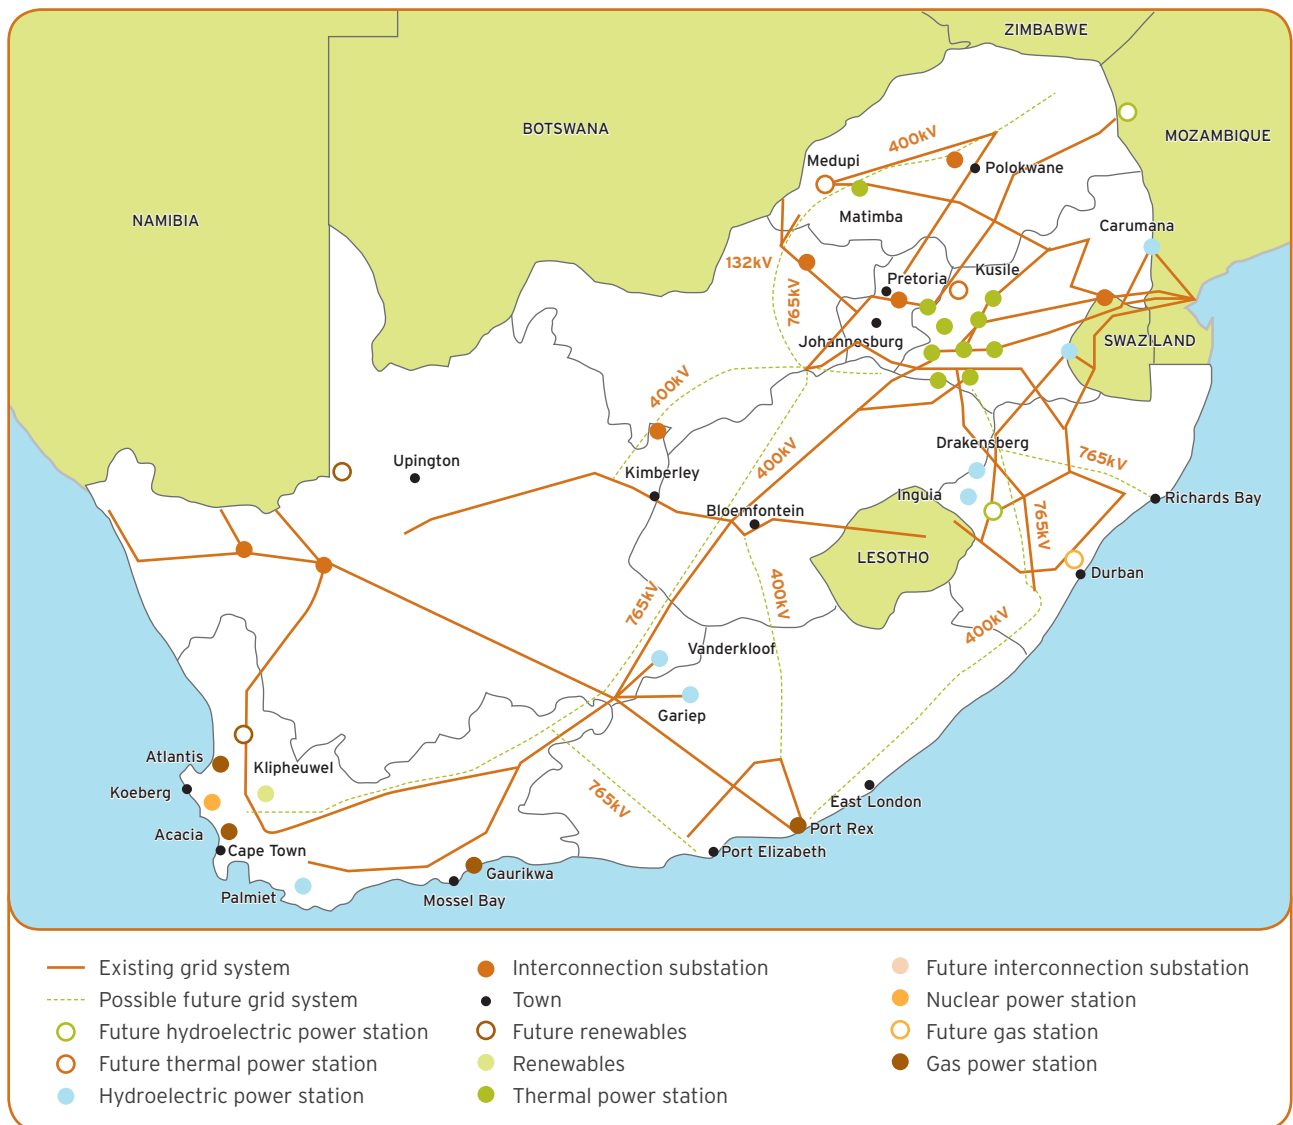 ZIMBABWE
BOTSWANA
MOZAMBIQUE
400kV
Medupi
Polokwane
NAMIBIA
Matimba
Carumana
132kV
Pretoria
Kusile
765kV
Johannesburg
SWAZILAND
400kV
Drakensberg
400kV
765kV
Upington
Kimberley
Inguia
Richards Bay
Bloemfontein
765kV
LESOTHO
Durban
765kV
400kV
400kV
Vanderkloof
Gariep
Atlantis
Klipheuwel
Koeberg
765kV
East London
Acacia
Port Rex
Cape Town
Port Elizabeth
Gaurikwa
Palmiet
Mossel Bay
Existing grid system
Interconnection substation
Future interconnection substation
Possible future grid system
Town
Nuclear power station
Future hydroelectric power station
Future renewables
Future gas station
Future thermal power station
Renewables
Gas power station
Hydroelectric power station
Thermal power station